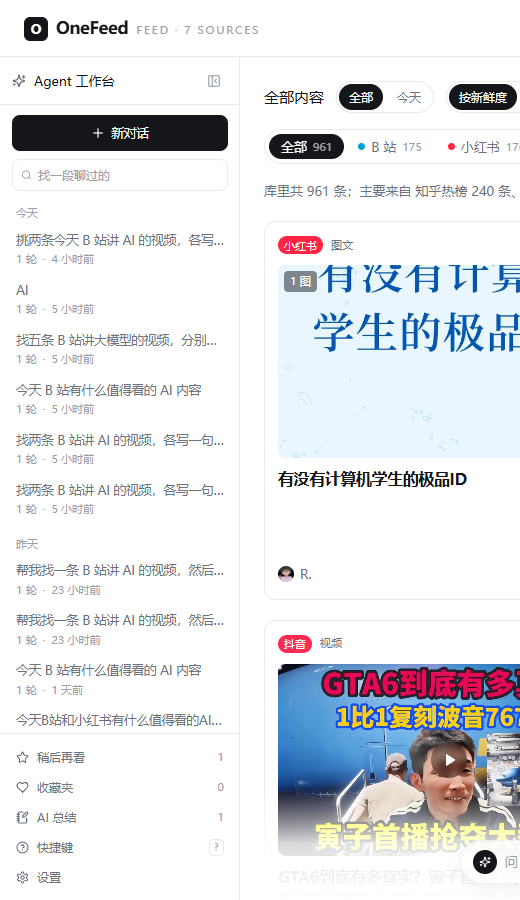 OneFeed FEED · 7 SOURCES
Agent 工作台
+ 新对话
找一段聊过的
今天
挑两条今天 B 站讲 AI 的视频，各写...
1 轮 · 4 小时前
AI
1 轮 · 5 小时前
找五条 B 站讲大模型的视频，分别...
1 轮 · 5 小时前
今天 B 站有什么值得看的 AI 内容
1 轮 · 5 小时前
找两条 B 站讲 AI 的视频，各写一句...
1 轮 · 5 小时前
找两条 B 站讲 AI 的视频，各写一句...
1 轮 · 5 小时前
昨天
帮我找一条 B 站讲 AI 的视频，然后...
1 轮 · 23 小时前
帮我找一条 B 站讲 AI 的视频，然后...
1 轮 · 23 小时前
今天 B 站有什么值得看的 AI 内容
1 轮 · 1 天前
今天B站和小红书有什么值得看的AI...
稍后再看 1
收藏夹 0
AI 总结 1
快捷键 ?
设置
全部内容 全部 今天 按新鲜度
全部 961 B 站 175 小红书 176
库里共 961 条；主要来自 知乎热榜 240 条、
小红书 图文
1 图
有没有计算
学生的极品
有没有计算机学生的极品ID
R.
抖音 视频
GTA6到底有多
1比1复刻波音767
寅子首播抢夺大
GTA6到底有多真实？寅子首
问